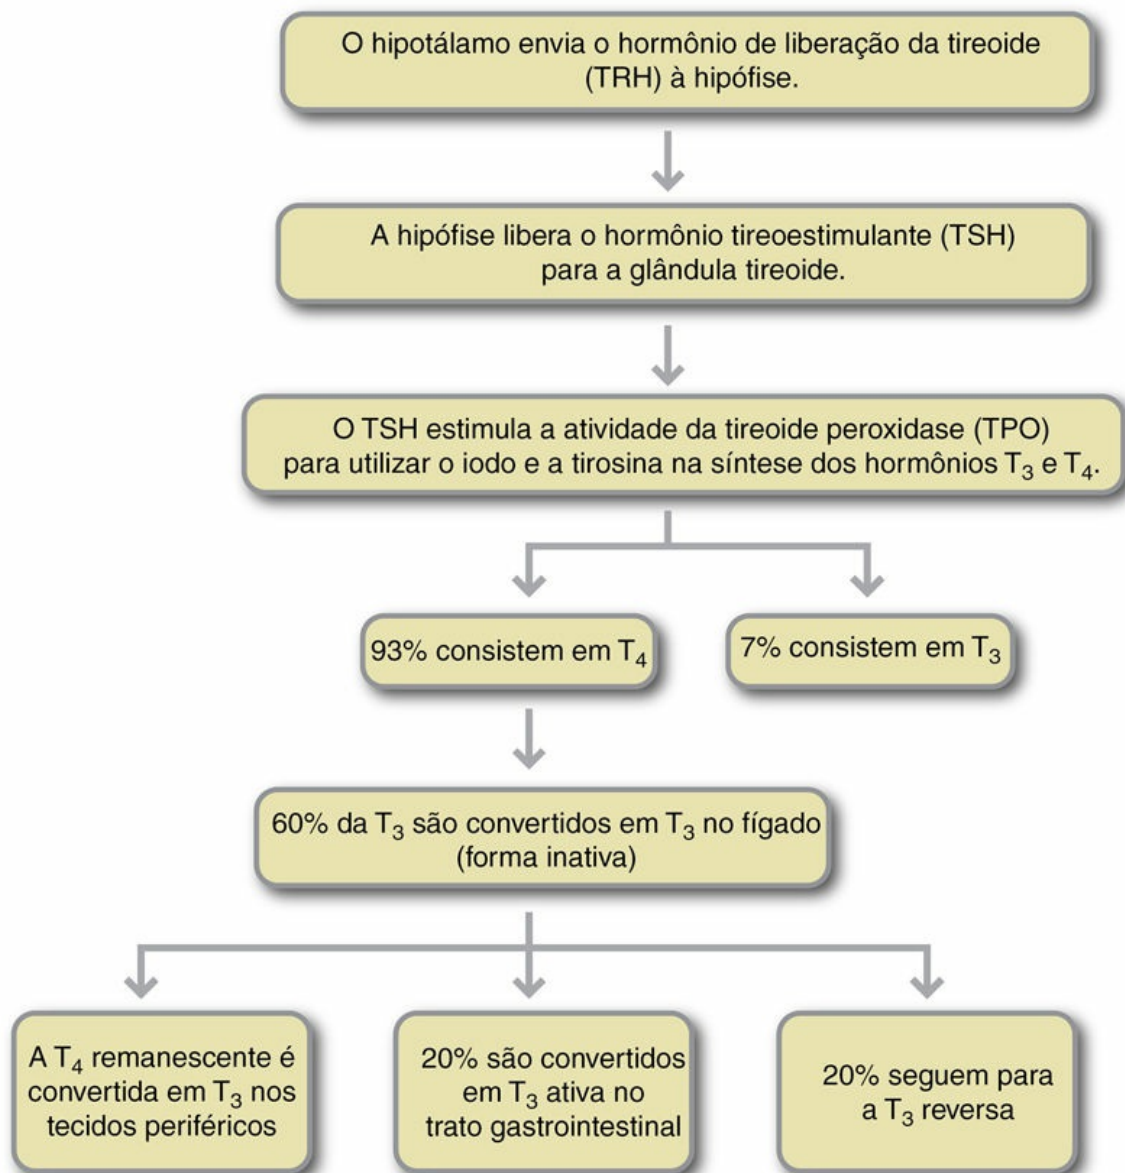 O hipotálamo envia o hormônio de liberação da tireoide
(TRH) à hipófise.
A hipófise libera o hormônio tireoestimulante (TSH)
para a glândula tireoide.
O TSH estimula a atividade da tireoide peroxidase (TPO)
para utilizar o iodo e a tirosina na síntese dos hormônios T₃ e T₄.
93% consistem em T₄
7% consistem em T₃
60% da T₃ são convertidos em T₃ no fígado
(forma inativa)
A T₄ remanescente é
convertida em T₃ nos
tecidos periféricos
20% são convertidos
em T₃ ativa no
trato gastrointestinal
20% seguem para
a T₃ reversa